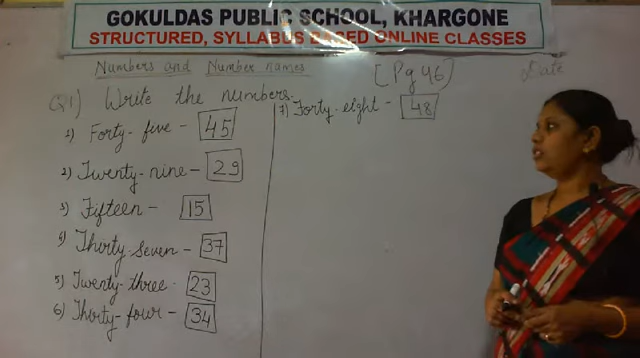 GOKULDAS PUBLIC SCHOOL, KHARGONE
STRUCTURED, SYLLABUS BASED ONLINE CLASSES
Numbers and Number names
[Pg 46]
Date
Q1) Write the numbers.
1) Forty-five - 45
2) Twenty-nine - 29
3) Fifteen - 15
4) Thirty-seven - 37
5) Twenty-three - 23
6) Thirty-four - 34
7) Forty-eight - 48